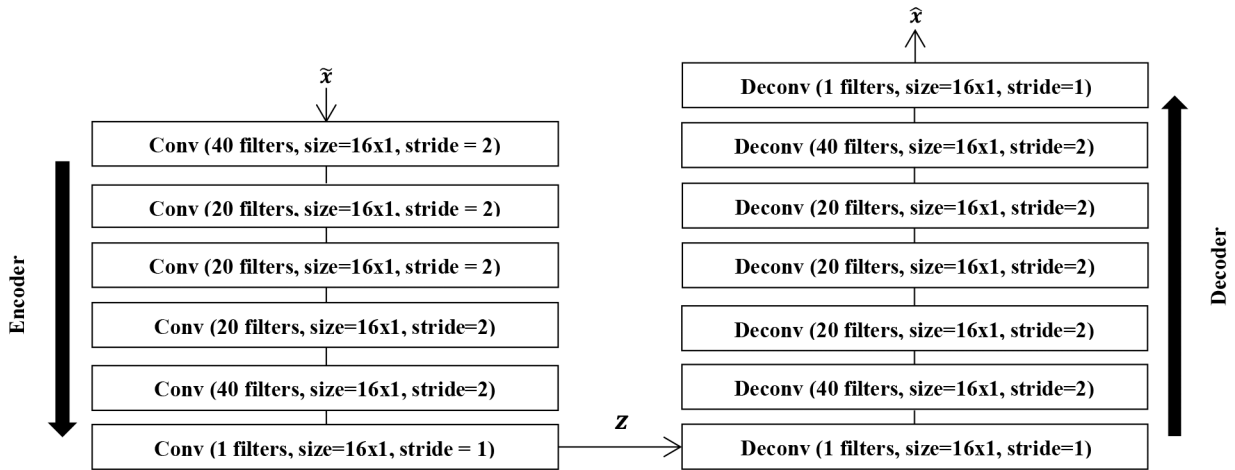 Encoder
x̃
Conv (40 filters, size=16x1, stride = 2)
Conv (20 filters, size=16x1, stride = 2)
Conv (20 filters, size=16x1, stride = 2)
Conv (20 filters, size=16x1, stride=2)
Conv (40 filters, size=16x1, stride=2)
Conv (1 filters, size=16x1, stride = 1)
z
x̂
Deconv (1 filters, size=16x1, stride=1)
Deconv (40 filters, size=16x1, stride=2)
Deconv (20 filters, size=16x1, stride=2)
Deconv (20 filters, size=16x1, stride=2)
Deconv (20 filters, size=16x1, stride=2)
Deconv (40 filters, size=16x1, stride=2)
Deconv (1 filters, size=16x1, stride=1)
Decoder